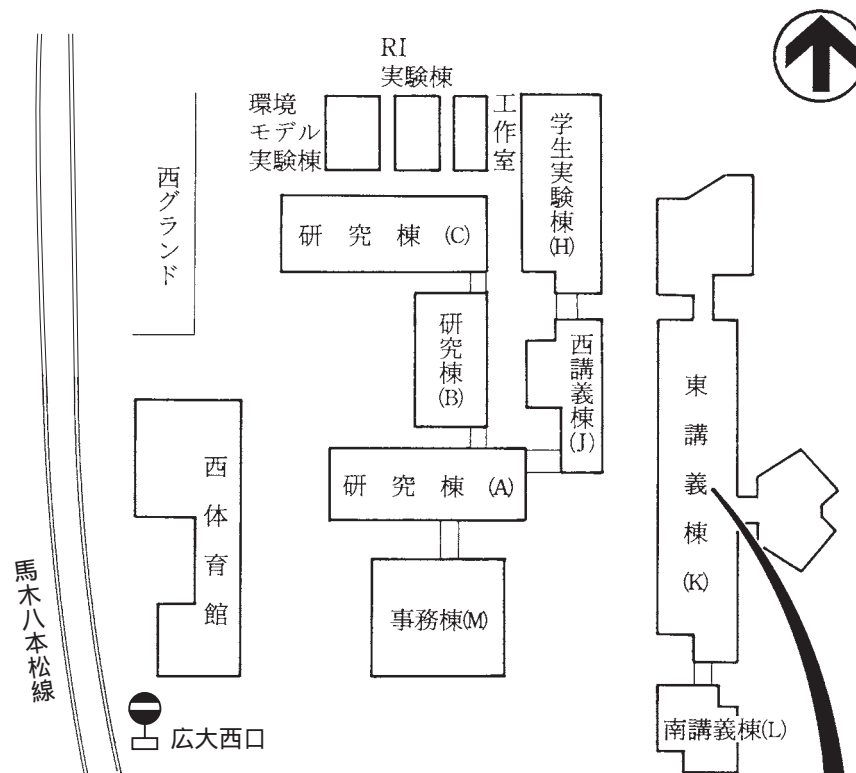 RI
実験棟
環境
モデル
実験棟
工作室
学生実験棟
(H)
西グランド
研究棟(C)
研究棟
(B)
西講義棟
(J)
東講義棟
(K)
研究棟(A)
西体育館
事務棟(M)
馬木八本松線
広大西口
南講義棟(L)